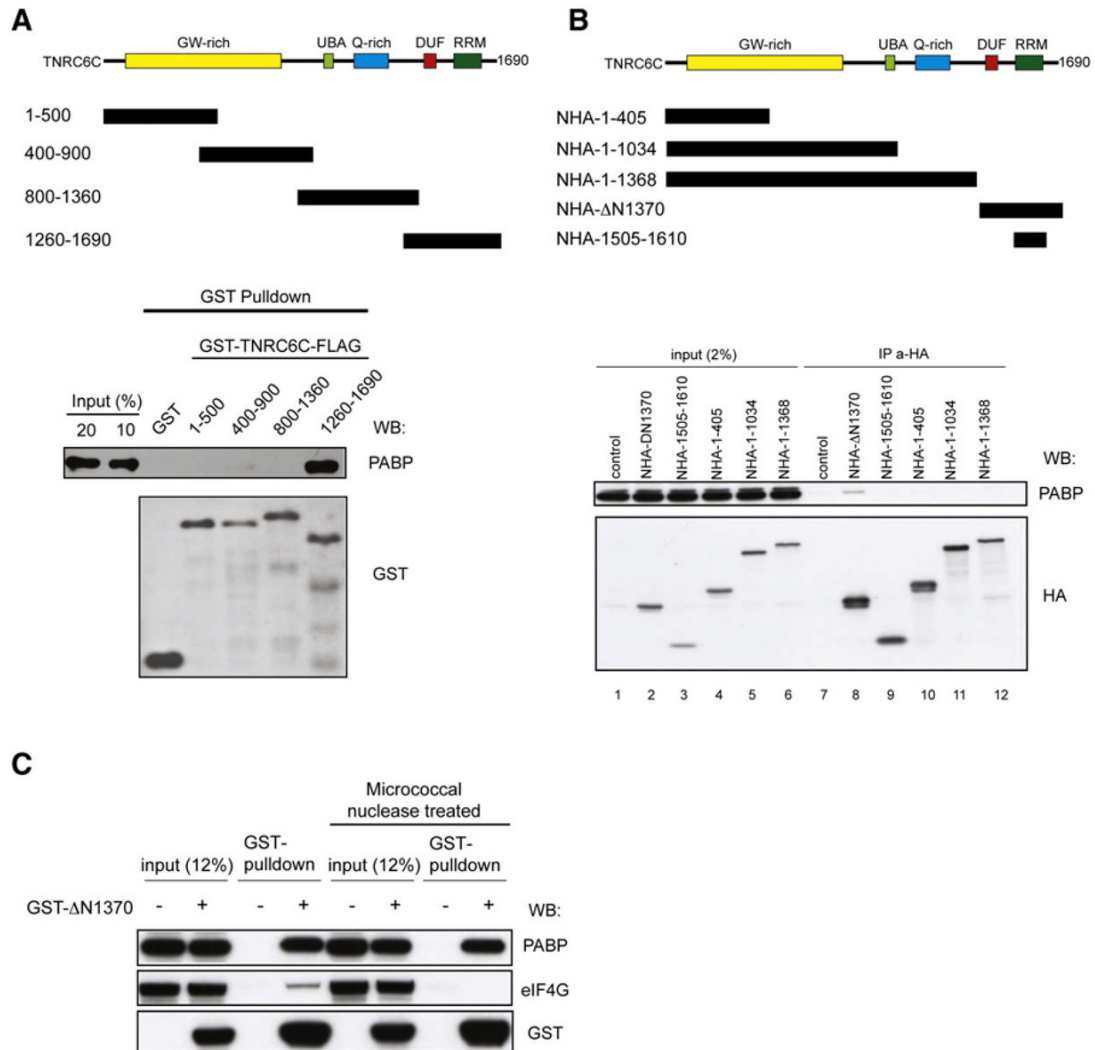 A
GW-rich UBA Q-rich DUF RRM
TNRC6C 1690
1-500
400-900
800-1360
1260-1690
GST Pulldown
GST-TNRC6C-FLAG
Input (%) GST 1-500 400-900 800-1360 1260-1690
20 10 WB:
PABP
GST
B
GW-rich UBA Q-rich DUF RRM
TNRC6C 1690
NHA-1-405
NHA-1-1034
NHA-1-1368
NHA-ΔN1370
NHA-1505-1610
input (2%) IP a-HA
control NHA-DN1370 NHA-1505-1610 NHA-1-405 NHA-1-1034 NHA-1-1368 control NHA-ΔN1370 NHA-1505-1610 NHA-1-405 NHA-1-1034 NHA-1-1368
WB:
PABP
HA
1 2 3 4 5 6 7 8 9 10 11 12
C
Micrococcal
nuclease treated
GST- GST-
input (12%) pulldown input (12%) pulldown
GST-ΔN1370 - + - + - + - + WB:
PABP
eIF4G
GST